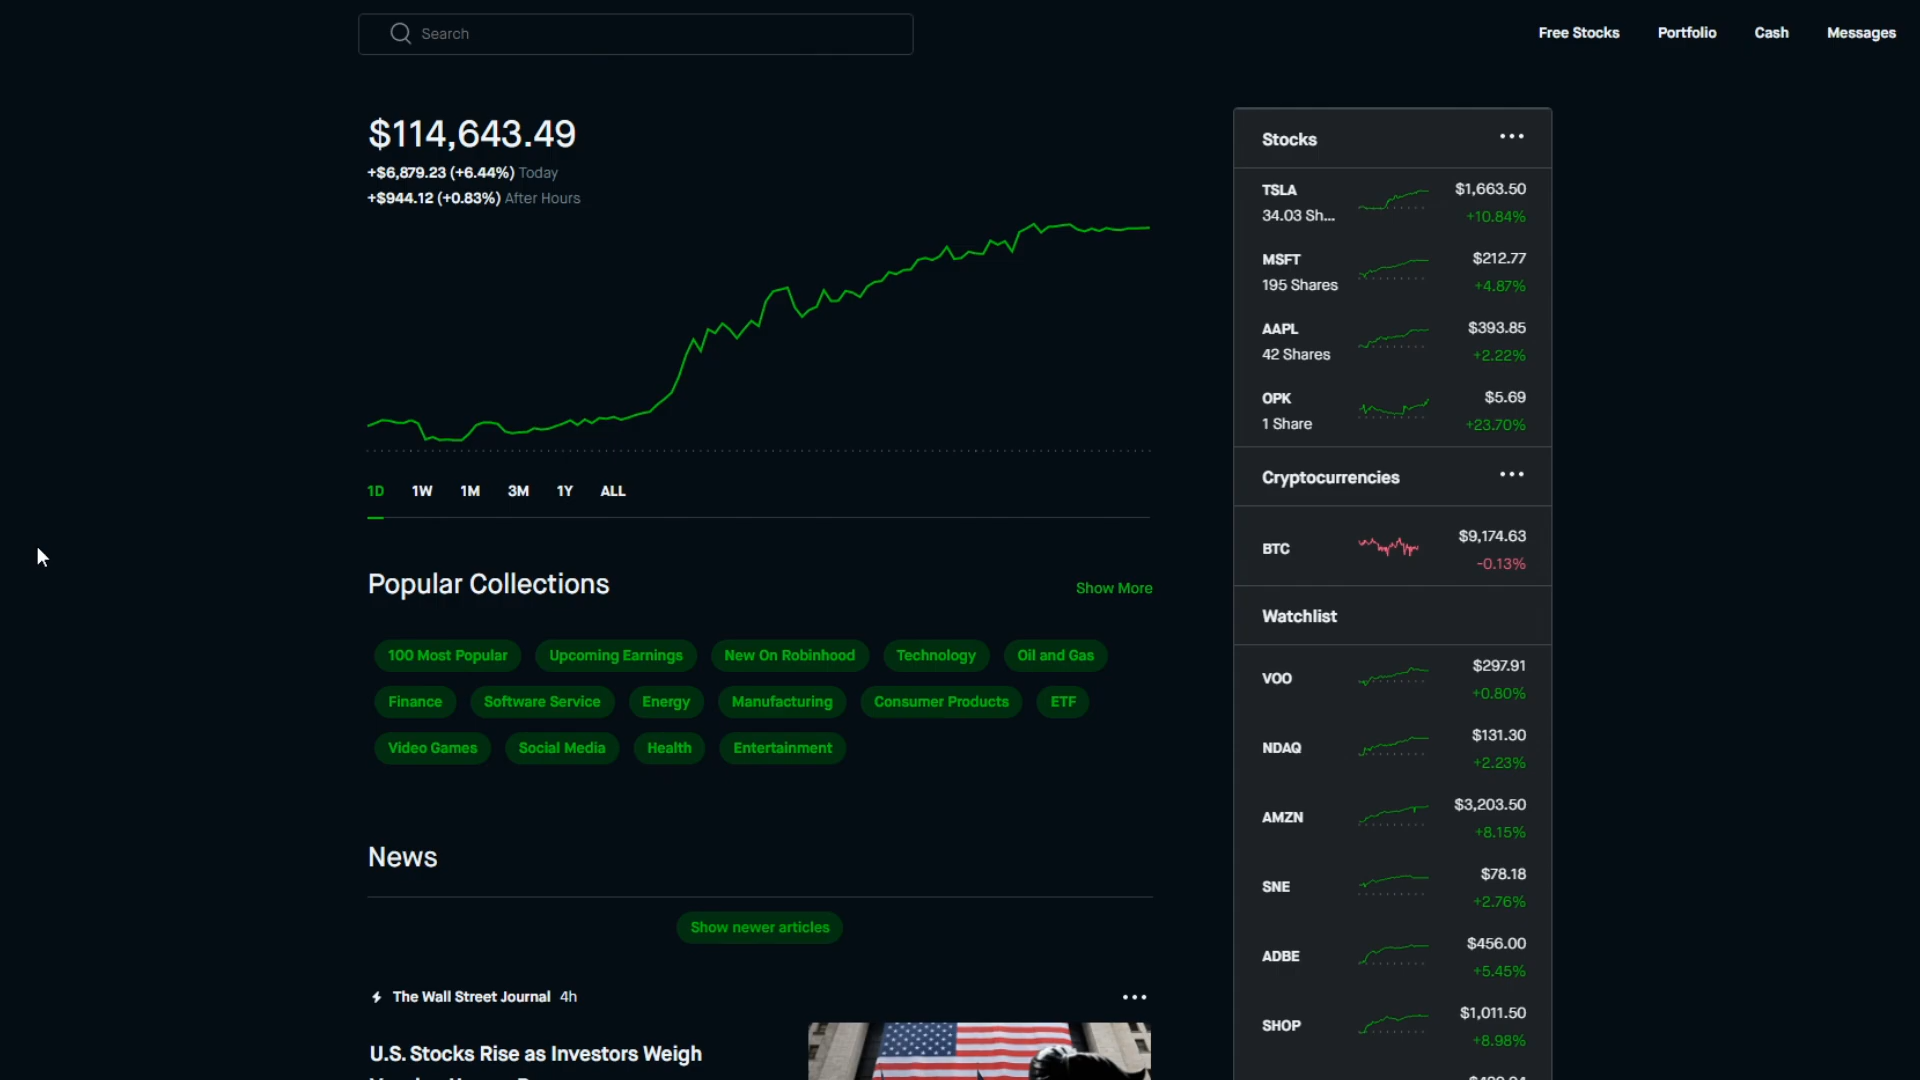 Search
Free Stocks
Portfolio
Cash
Messages
$114,643.49
+$6,879.23 (+6.44%) Today
+$944.12 (+0.83%) After Hours
1D
1W
1M
3M
1Y
ALL
Popular Collections
Show More
100 Most Popular
Upcoming Earnings
New On Robinhood
Technology
Oil and Gas
Finance
Software Service
Energy
Manufacturing
Consumer Products
ETF
Video Games
Social Media
Health
Entertainment
News
Show newer articles
The Wall Street Journal 4h
U.S. Stocks Rise as Investors Weigh
Stocks
TSLA
34.03 Sh...
$1,663.50
+10.84%
MSFT
195 Shares
$212.77
+4.87%
AAPL
42 Shares
$393.85
+2.22%
OPK
1 Share
$5.69
+23.70%
Cryptocurrencies
BTC
$9,174.63
-0.13%
Watchlist
VOO
$297.91
+0.80%
NDAQ
$131.30
+2.23%
AMZN
$3,203.50
+8.15%
SNE
$78.18
+2.76%
ADBE
$456.00
+5.45%
SHOP
$1,011.50
+8.98%